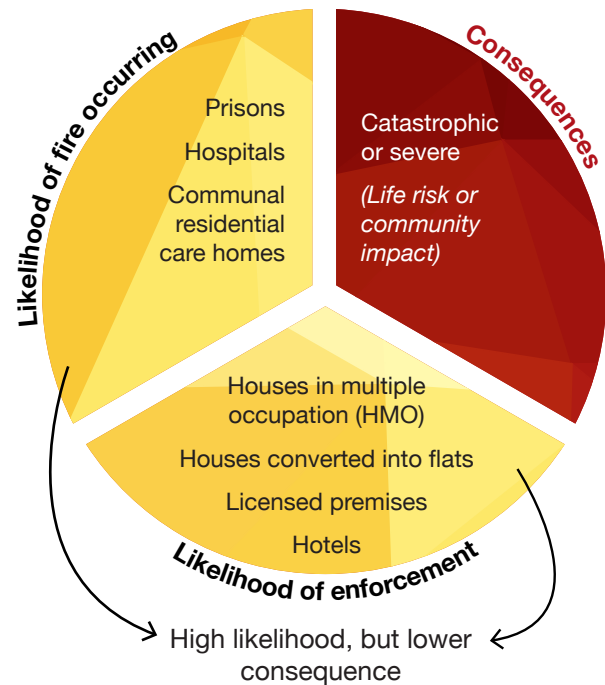 Likelihood of fire occurring
Prisons
Hospitals
Communal
residential
care homes
Consequences
Catastrophic
or severe
(Life risk or
community
impact)
Houses in multiple
occupation (HMO)
Houses converted into flats
Licensed premises
Hotels
Likelihood of enforcement
High likelihood, but lower
consequence